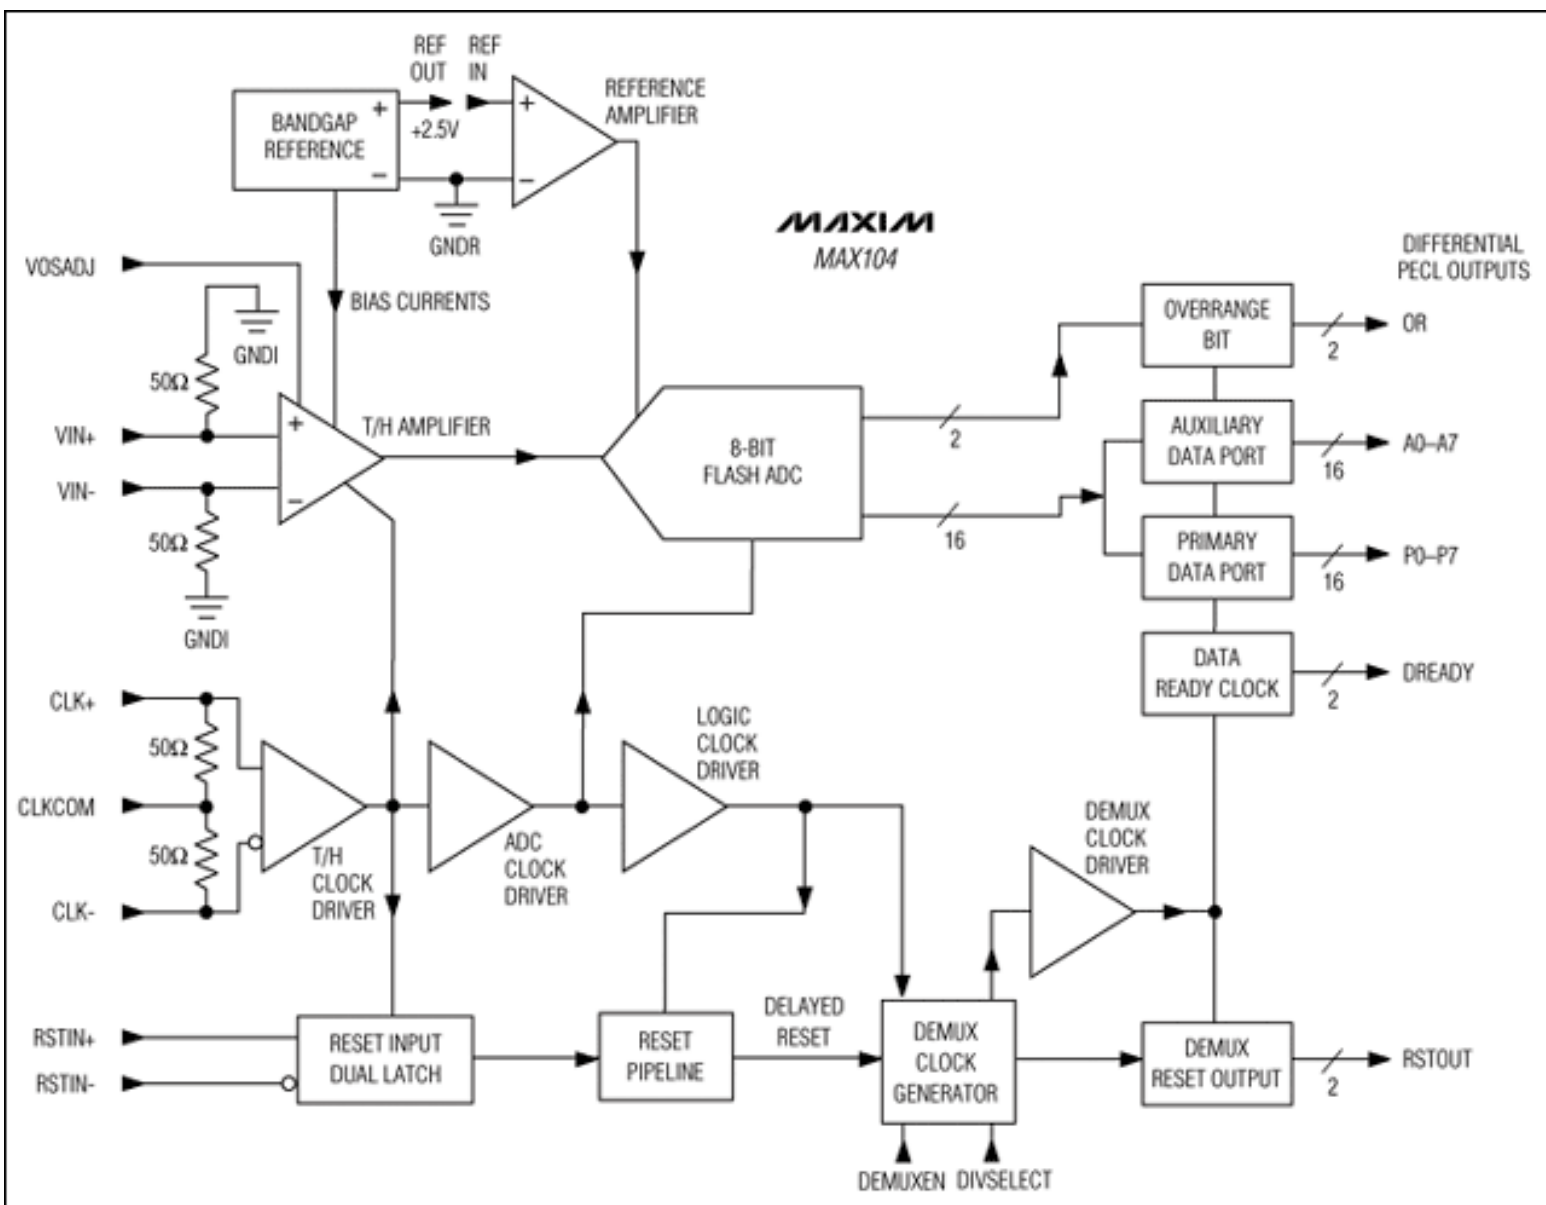 REF
OUT
REF
IN
REFERENCE
AMPLIFIER
BANDGAP
REFERENCE
+
−
+2.5V
+
−
GNDR
MAXIM
MAX104
DIFFERENTIAL
PECL OUTPUTS
VOSADJ
BIAS CURRENTS
GNDI
50Ω
VIN+
VIN-
+
−
T/H AMPLIFIER
50Ω
GNDI
8-BIT
FLASH ADC
2
16
OVERRANGE
BIT
2
OR
AUXILIARY
DATA PORT
16
A0–A7
PRIMARY
DATA PORT
16
P0–P7
DATA
READY CLOCK
2
DREADY
CLK+
50Ω
CLKCOM
50Ω
CLK-
T/H
CLOCK
DRIVER
ADC
CLOCK
DRIVER
LOGIC
CLOCK
DRIVER
DEMUX
CLOCK
DRIVER
RSTIN+
RSTIN-
RESET INPUT
DUAL LATCH
RESET
PIPELINE
DELAYED
RESET
DEMUX
CLOCK
GENERATOR
DEMUX
RESET OUTPUT
2
RSTOUT
DEMUXEN
DIVSELECT